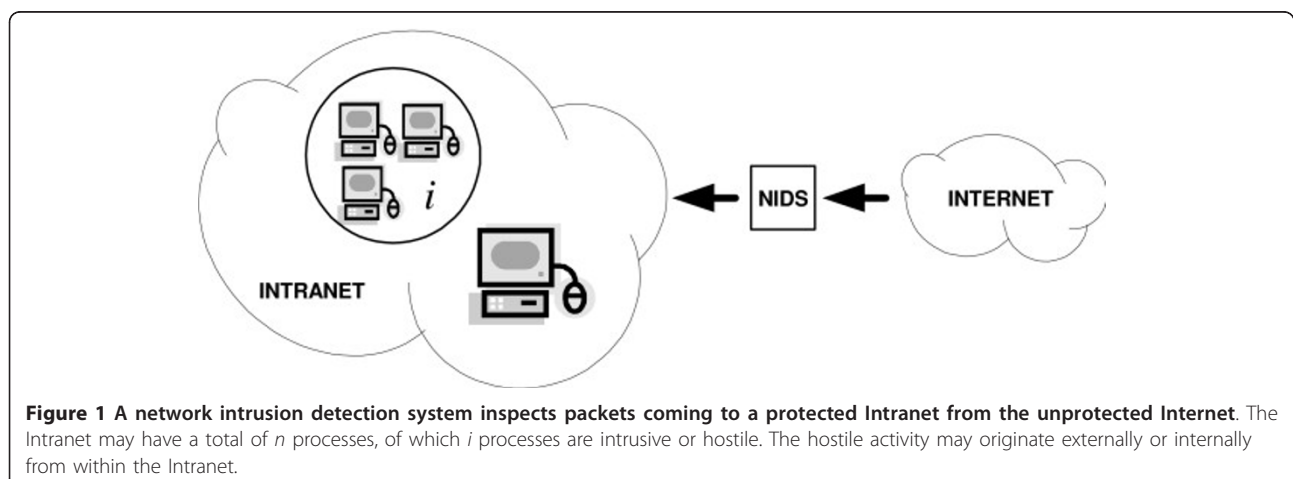 i
INTRANET
NIDS
INTERNET
Figure 1 A network intrusion detection system inspects packets coming to a protected Intranet from the unprotected Internet. The
Intranet may have a total of n processes, of which i processes are intrusive or hostile. The hostile activity may originate externally or internally
from within the Intranet.